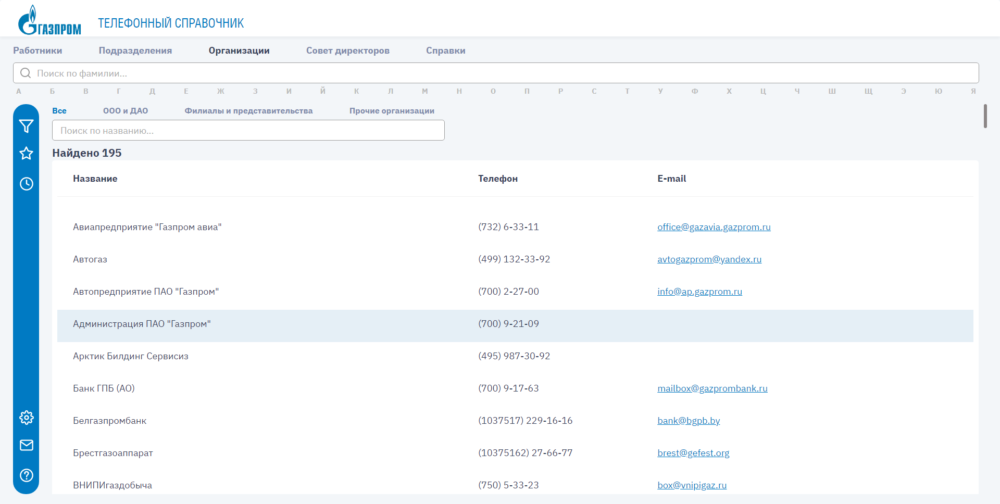 ГАЗПРОМ ТЕЛЕФОННЫЙ СПРАВОЧНИК
Работники Подразделения Организации Совет директоров Справки
Поиск по фамилии...
А Б В Г Д Е Ж З И Й К Л М Н О П Р С Т У Ф Х Ц Ч Ш Щ Э Ю Я
Все ООО и ДАО Филиалы и представительства Прочие организации
Поиск по названию...
Найдено 195
Название Телефон E-mail
Авиапредприятие "Газпром авиа" (732) 6-33-11 office@gazavia.gazprom.ru
Автогаз (499) 132-33-92 avtogazprom@yandex.ru
Автопредприятие ПАО "Газпром" (700) 2-27-00 info@ap.gazprom.ru
Администрация ПАО "Газпром" (700) 9-21-09
Арктик Билдинг Сервисиз (495) 987-30-92
Банк ГПБ (АО) (700) 9-17-63 mailbox@gazprombank.ru
Белгазпромбанк (1037517) 229-16-16 bank@bgpb.by
Брестгазоаппарат (10375162) 27-66-77 brest@gefest.org
ВНИПИгаздобыча (750) 5-33-23 box@vnipigaz.ru